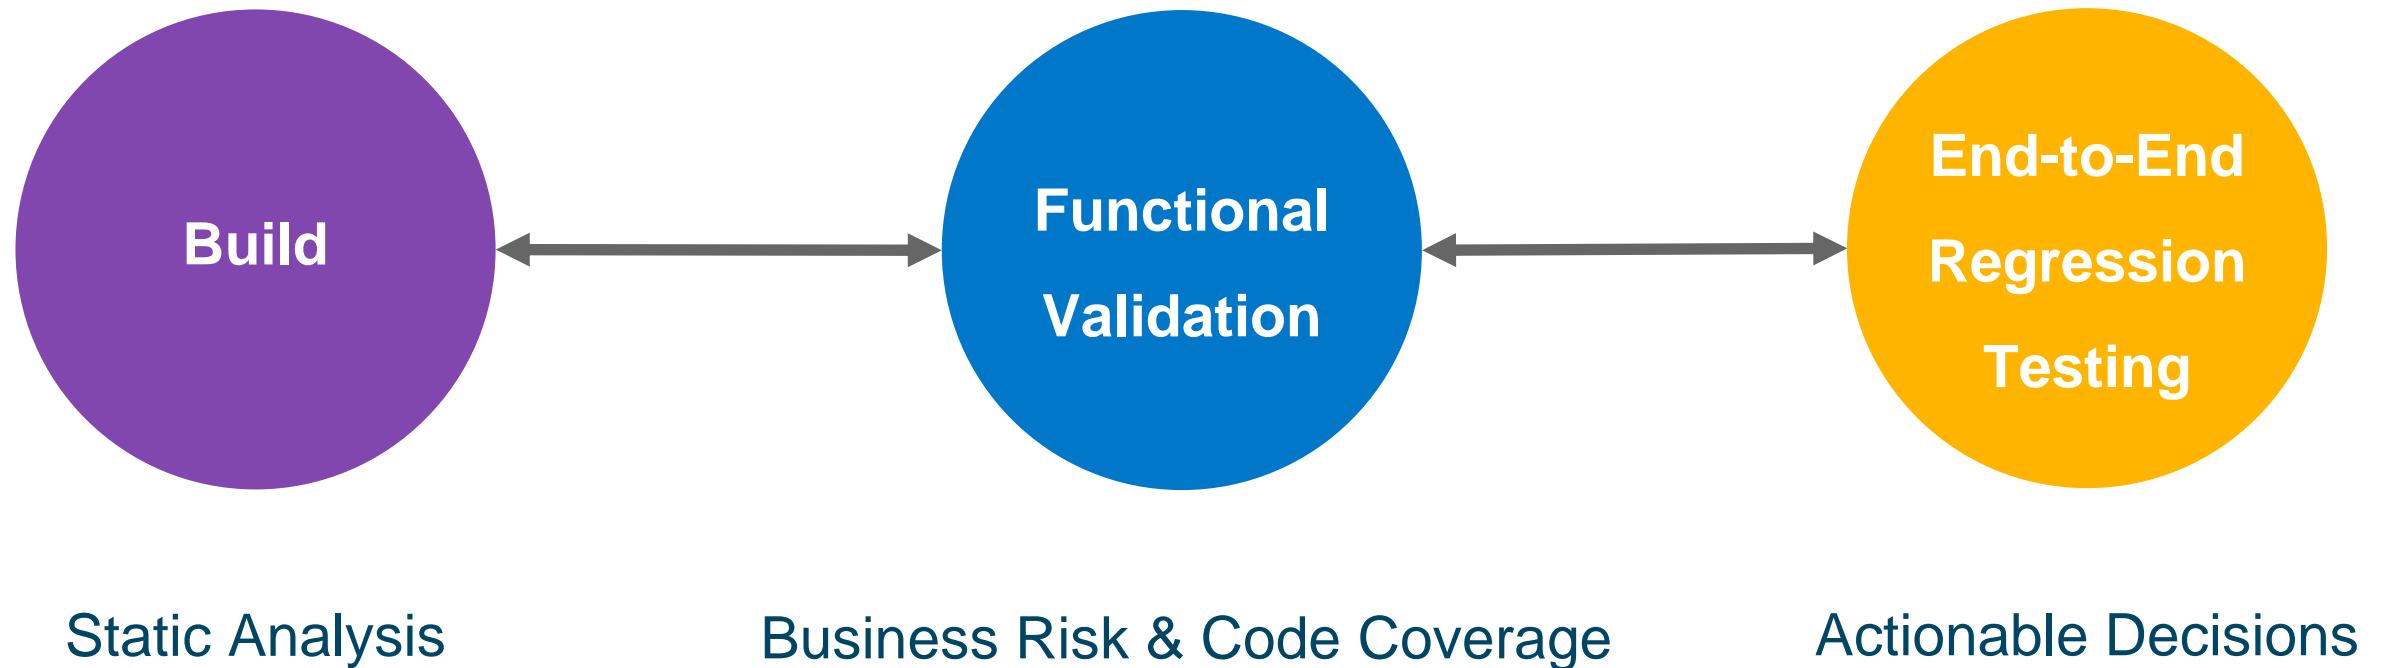 Build
Functional
Validation
End-to-End
Regression
Testing
Static Analysis
Business Risk & Code Coverage
Actionable Decisions